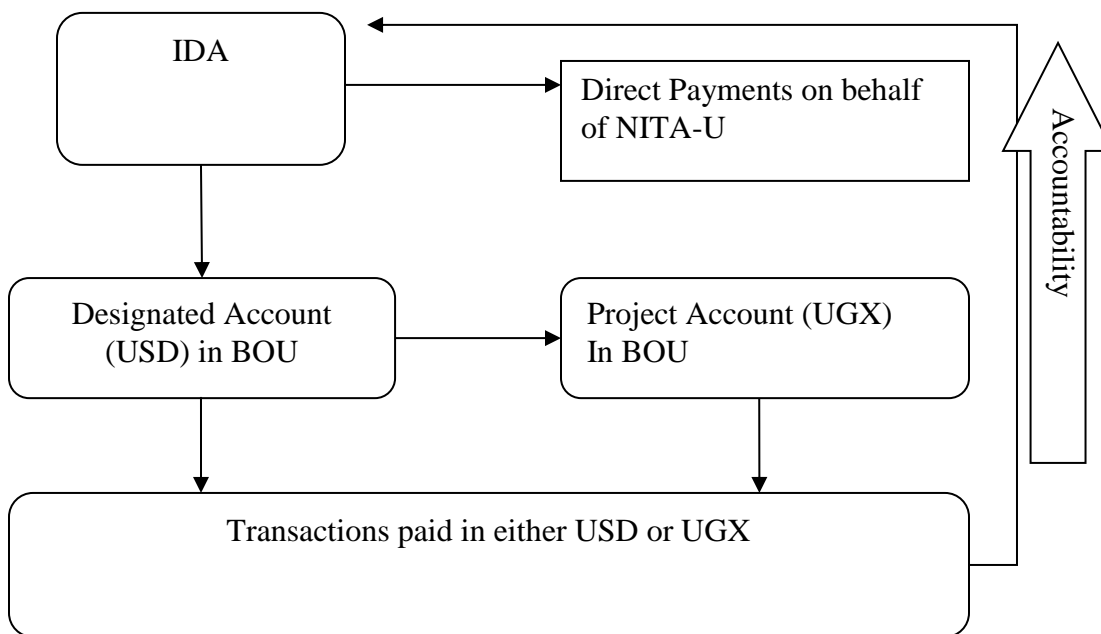 IDA
Direct Payments on behalf
of NITA-U
Accountability
Designated Account
(USD) in BOU
Project Account (UGX)
In BOU
Transactions paid in either USD or UGX